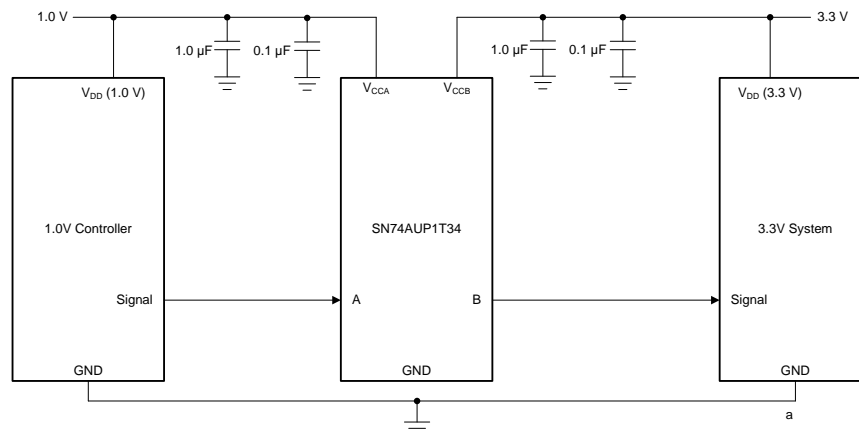 1.0 V
3.3 V
1.0 µF
0.1 µF
1.0 µF
0.1 µF
VDD (1.0 V)
VCCA
VCCB
VDD (3.3 V)
1.0V Controller
SN74AUP1T34
3.3V System
Signal
A
B
Signal
GND
GND
GND
a